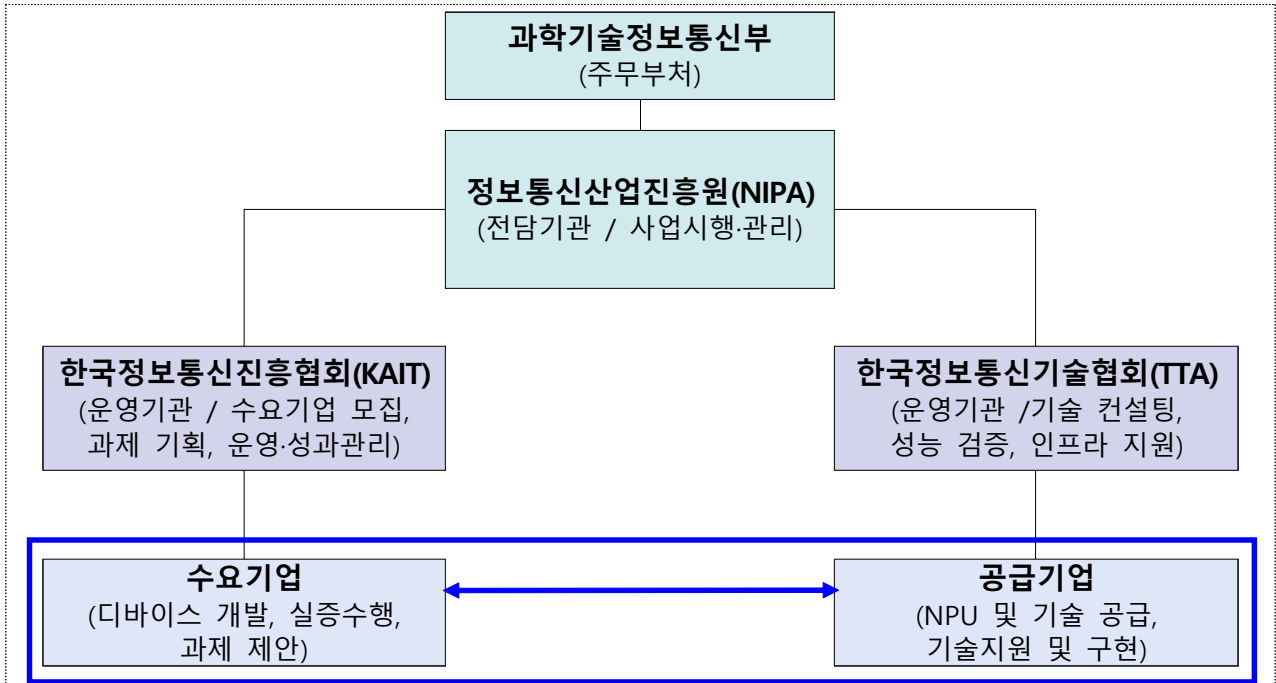 과학기술정보통신부
(주무부처)
정보통신산업진흥원(NIPA)
(전담기관 / 사업시행·관리)
한국정보통신진흥협회(KAIT)
(운영기관 / 수요기업 모집,
과제 기획, 운영·성과관리)
한국정보통신기술협회(TTA)
(운영기관 /기술 컨설팅,
성능 검증, 인프라 지원)
수요기업
(디바이스 개발, 실증수행,
과제 제안)
공급기업
(NPU 및 기술 공급,
기술지원 및 구현)